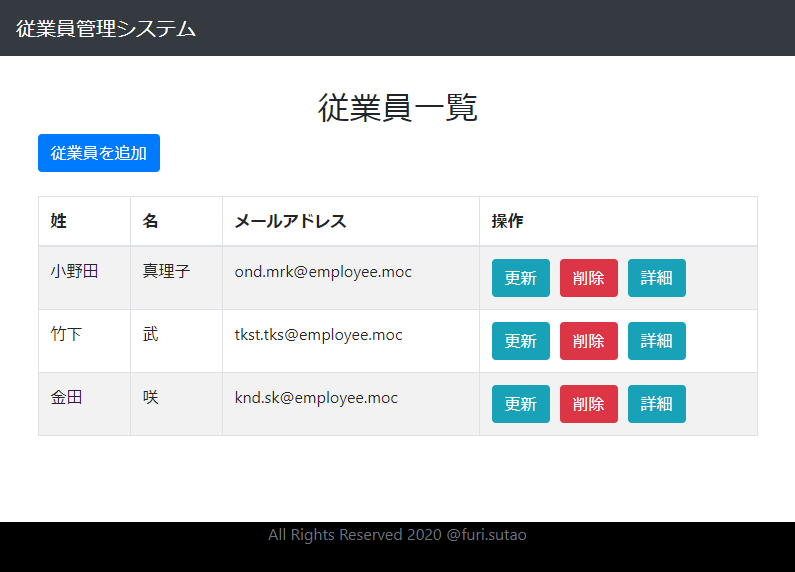 従業員管理システム
従業員一覧
従業員を追加
姓 名 メールアドレス 操作
小野田 真理子 ond.mrk@employee.moc 更新 削除 詳細
竹下 武 tkst.tks@employee.moc 更新 削除 詳細
金田 咲 knd.sk@employee.moc 更新 削除 詳細
All Rights Reserved 2020 @furi.sutao